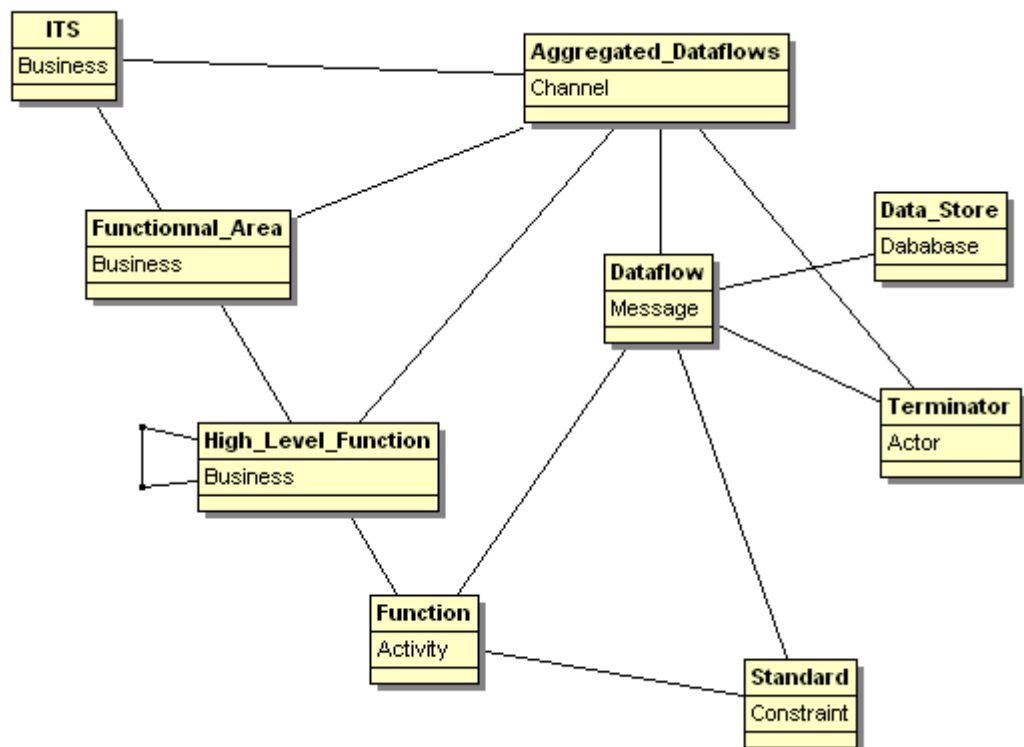 ITS
Business
Aggregated_Dataflows
Channel
Functionnal_Area
Business
Data_Store
Dababase
Dataflow
Message
Terminator
Actor
High_Level_Function
Business
Function
Activity
Standard
Constraint